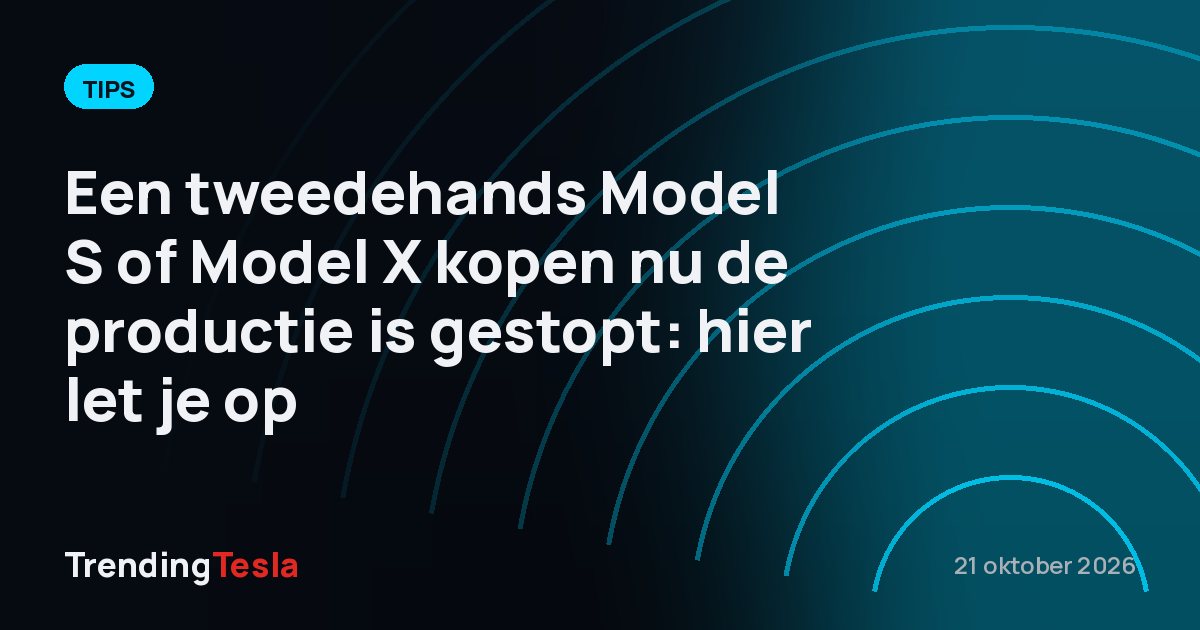 TIPS
Een tweedehands Model
S of Model X kopen nu de
productie is gestopt: hier
let je op
TrendingTesla
21 oktober 2026